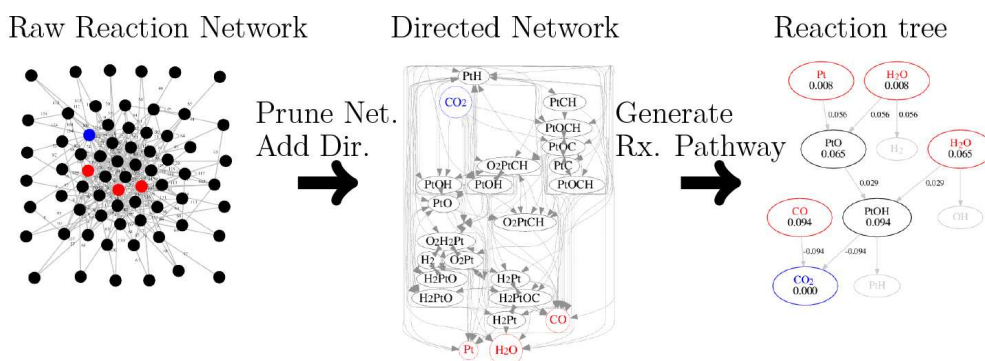 Raw Reaction Network
Directed Network
Reaction tree
Prune Net.
Add Dir.
Generate
Rx. Pathway
PtH
CO2
PtCH
PtOCH
PtOC
PtC
PtOCH
O2PtCH
PtOH
PtOH
PtO
O2PtCH
O2H2Pt
H2
O2Pt
H2PtO
H2Pt
H2PtO
H2PtOC
H2Pt
CO
Pt
H2O
Pt
0.008
H2O
0.008
0.056
0.056
0.056
PtO
0.065
H2
H2O
0.065
0.029
0.029
CO
0.094
PtOH
0.094
OH
-0.094
-0.094
CO2
0.000
PtH